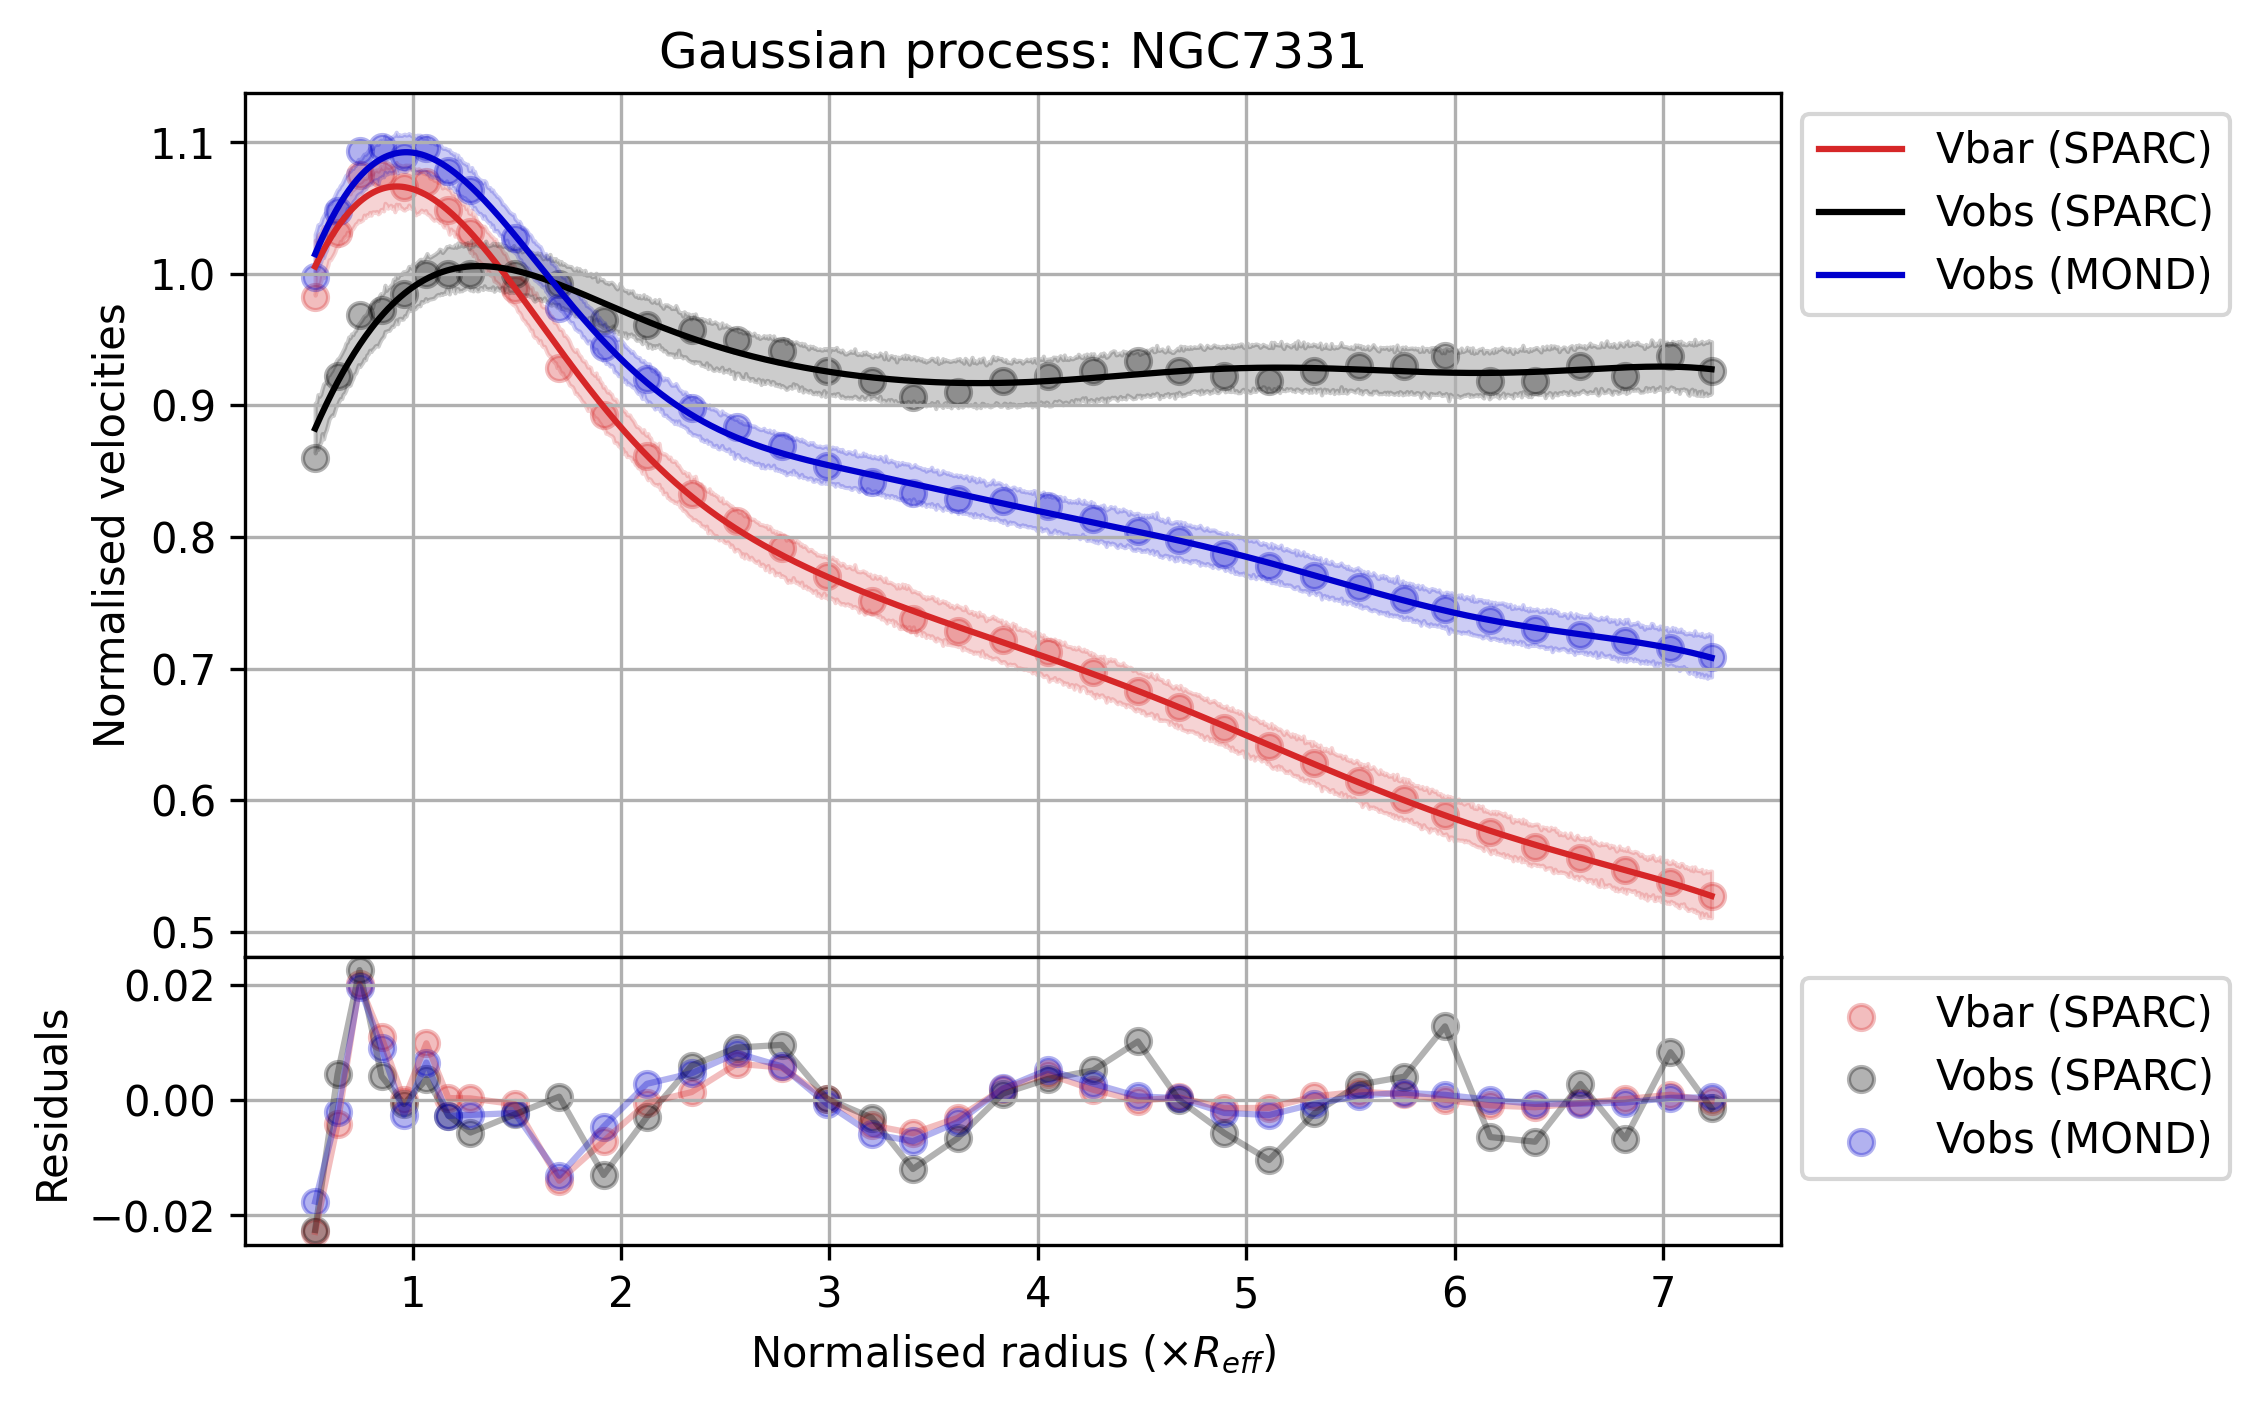 Gaussian process: NGC7331
Normalised velocities
1.1
1.0
0.9
0.8
0.7
0.6
0.5
Vbar (SPARC)
Vobs (SPARC)
Vobs (MOND)
Residuals
0.02
0.00
−0.02
Vbar (SPARC)
Vobs (SPARC)
Vobs (MOND)
1 2 3 4 5 6 7
Normalised radius (×R_eff)